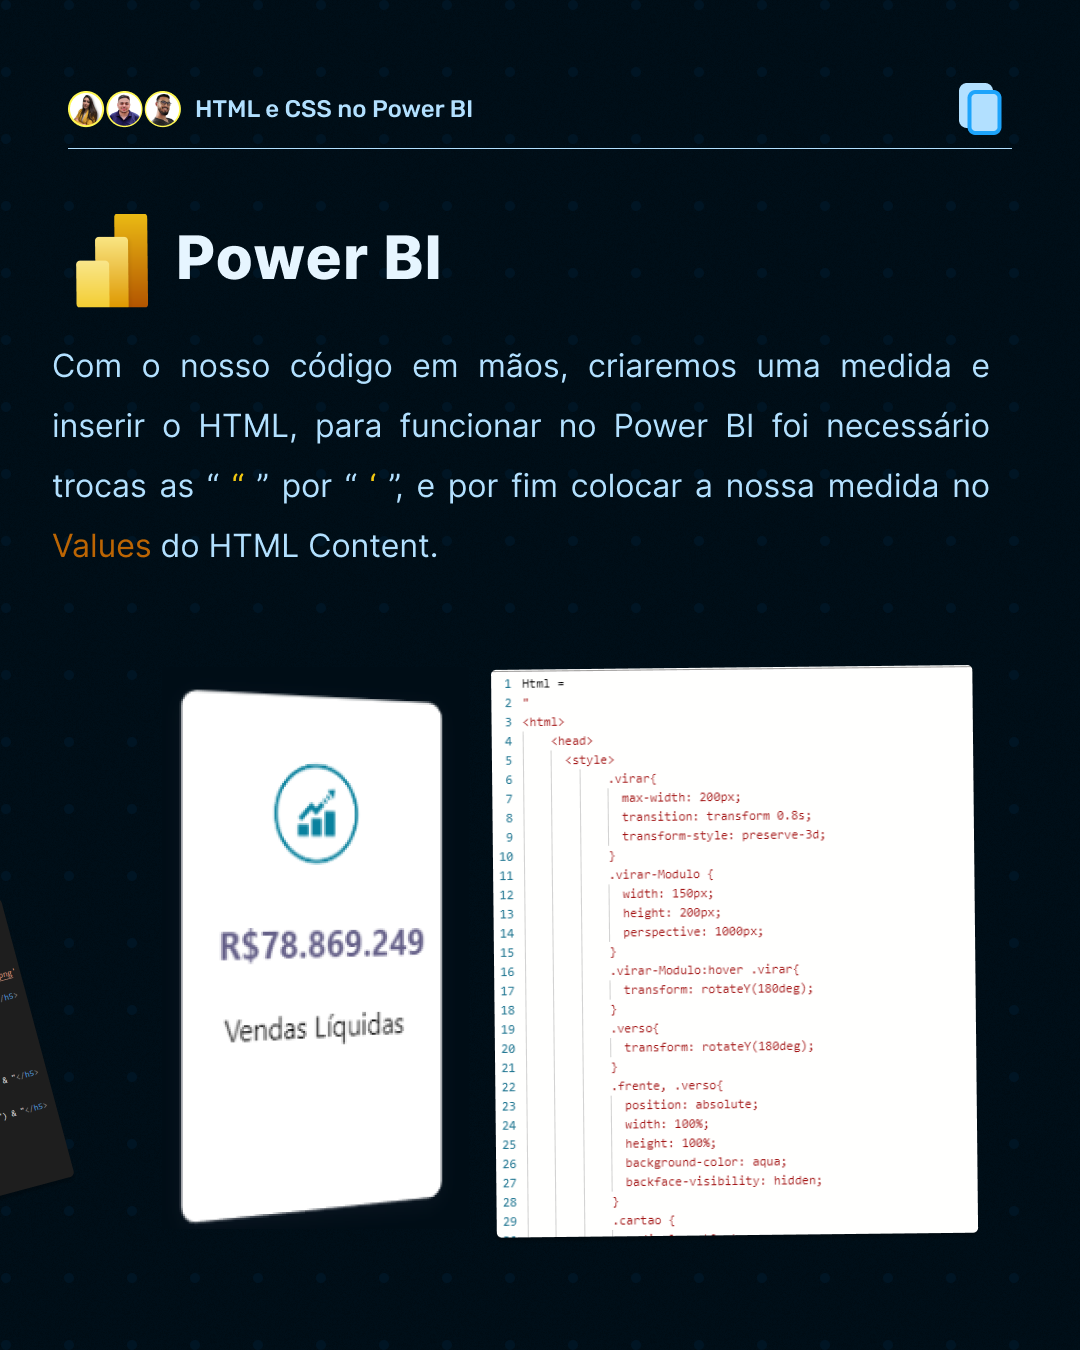 HTML e CSS no Power BI
Power BI
Com o nosso código em mãos, criaremos uma medida e
inserir o HTML, para funcionar no Power BI foi necessário
trocas as “ “ ” por “ ‘ ”, e por fim colocar a nossa medida no
Values do HTML Content.
R$78.869.249
Vendas Líquidas
1 Html =
2 "
3 <html>
4 <head>
5 <style>
6 .virar{
7 max-width: 200px;
8 transition: transform 0.8s;
9 transform-style: preserve-3d;
10 }
11 .virar-Modulo {
12 width: 150px;
13 height: 200px;
14 perspective: 1000px;
15 }
16 .virar-Modulo:hover .virar{
17 transform: rotateY(180deg);
18 }
19 .verso{
20 transform: rotateY(180deg);
21 }
22 .frente, .verso{
23 position: absolute;
24 width: 100%;
25 height: 100%;
26 background-color: aqua;
27 backface-visibility: hidden;
28 }
29 .cartao {
png'
/h5>
& "</h5>
") & "</h5>